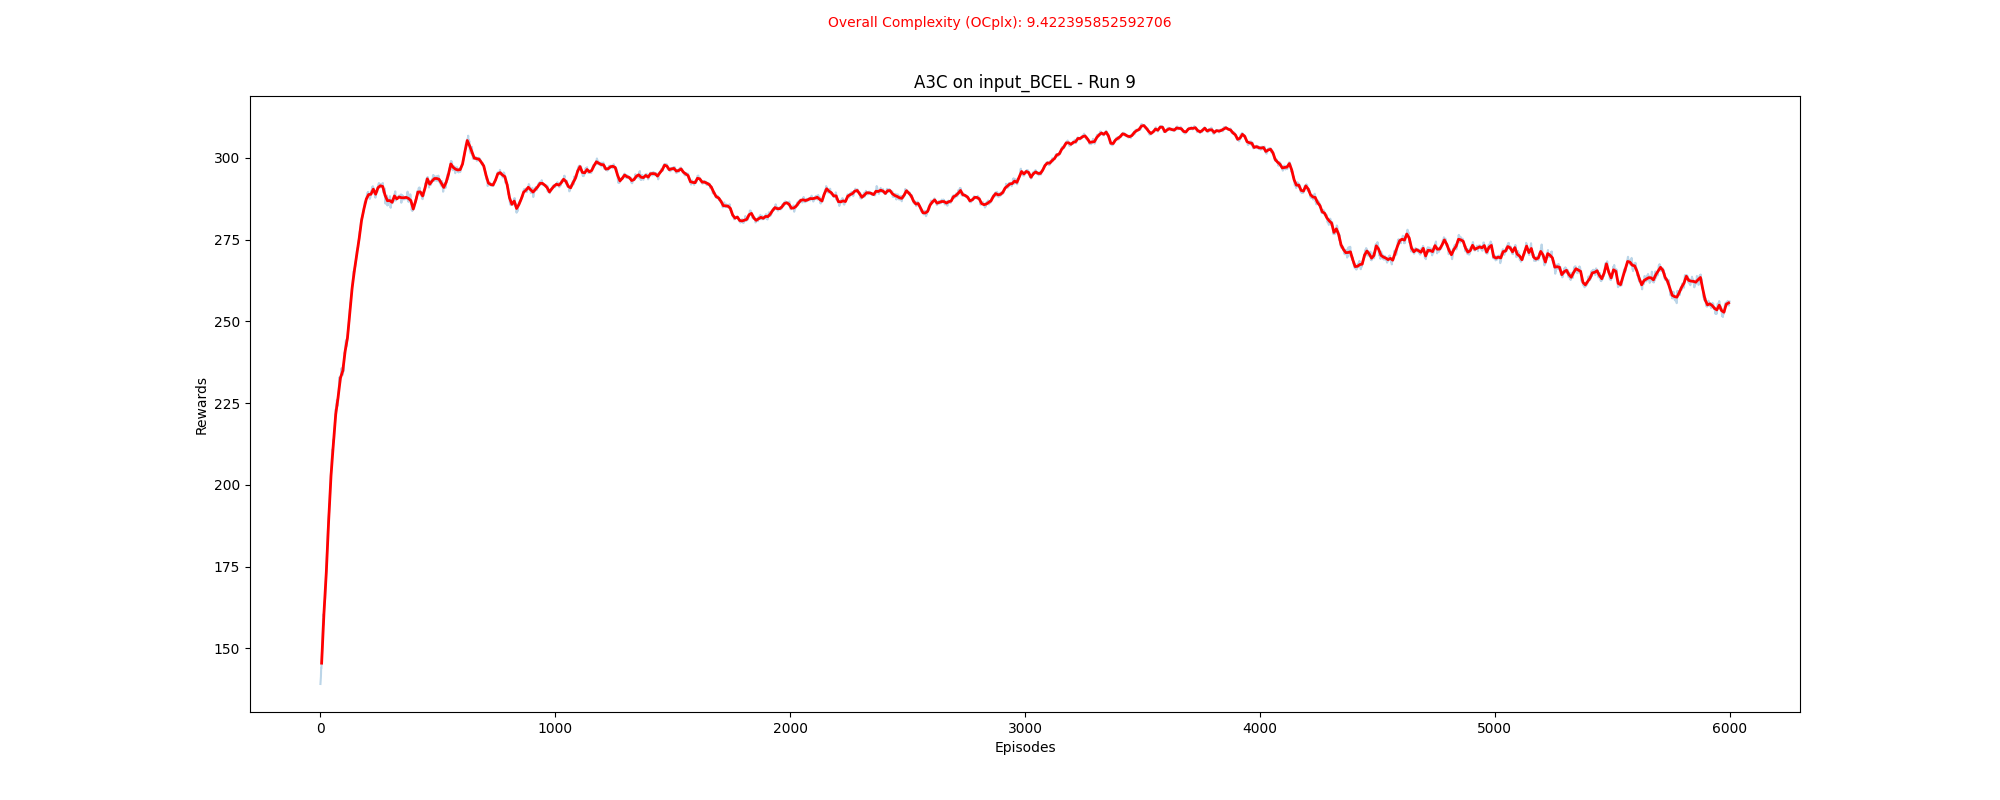 Overall Complexity (OCplx): 9.422395852592706
A3C on input_BCEL - Run 9
300
275
250
225
200
175
150
Rewards
0 1000 2000 3000 4000 5000 6000
Episodes